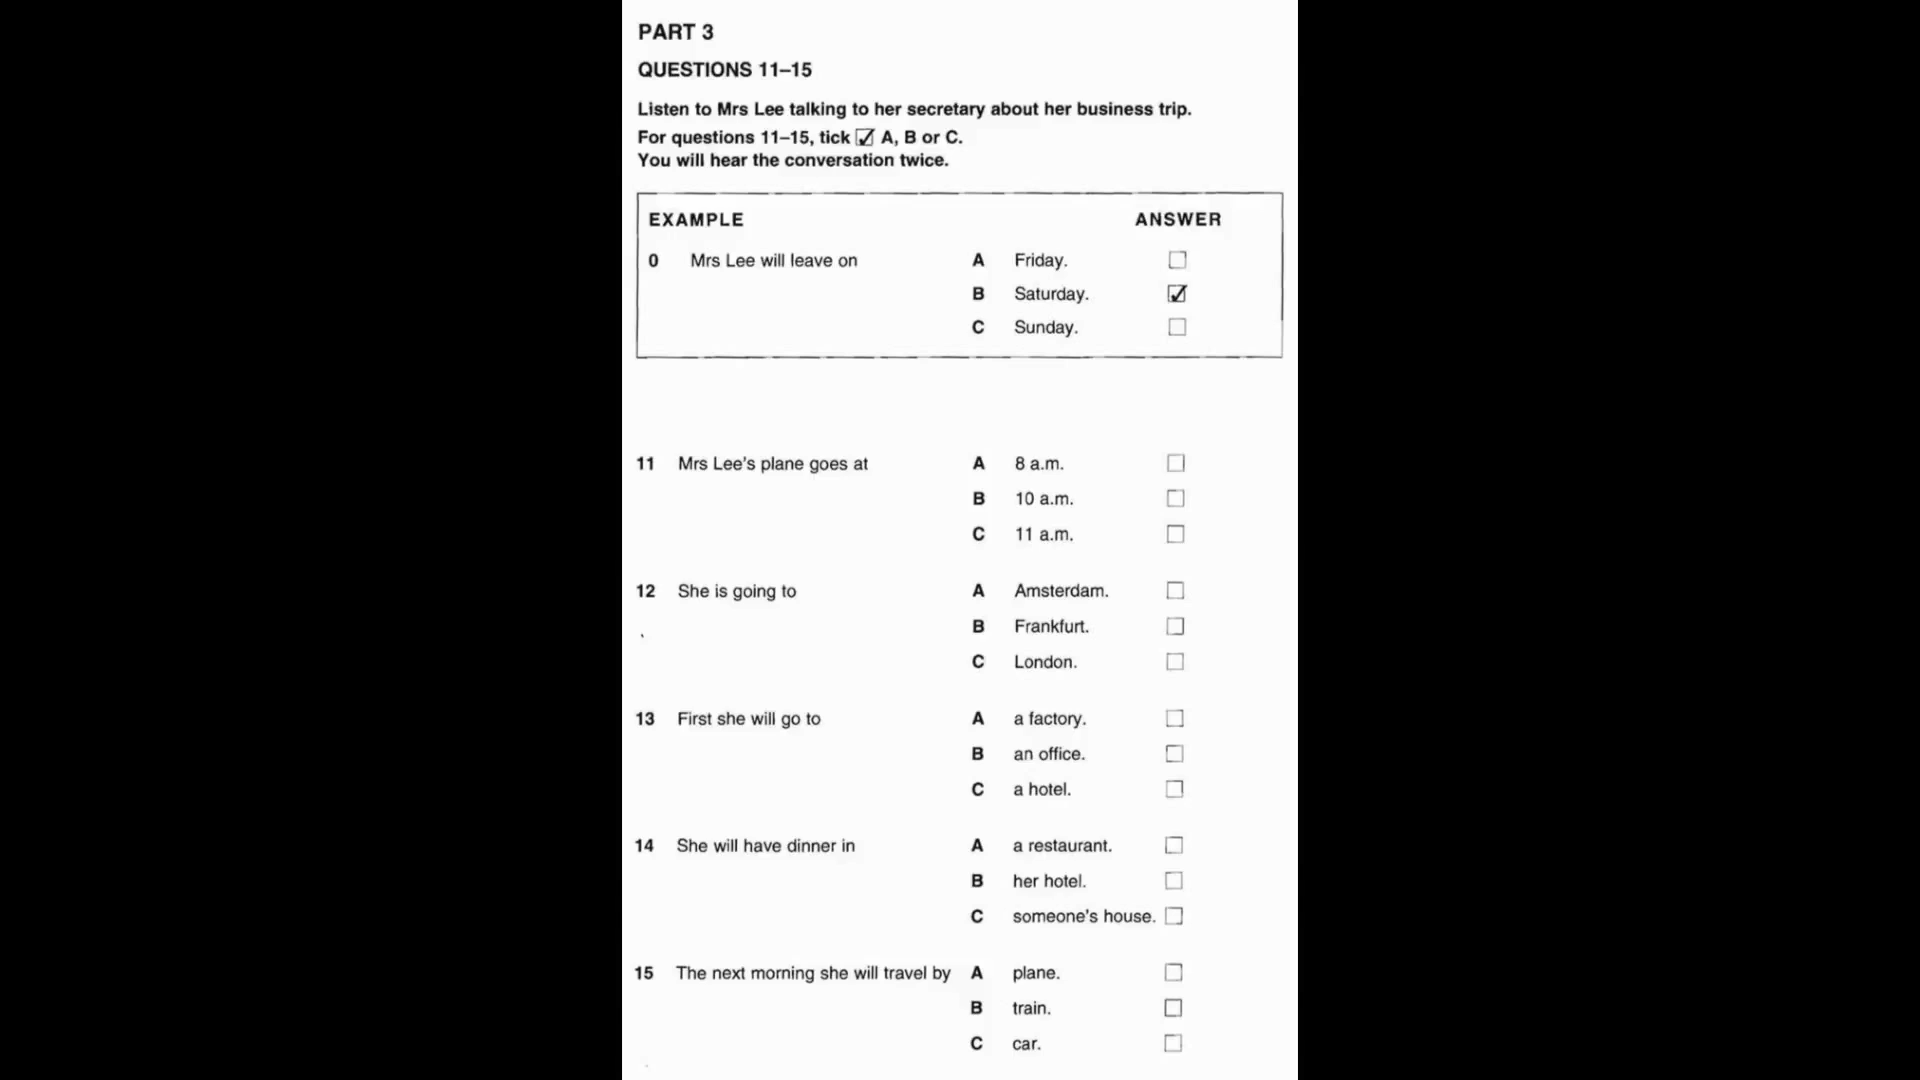 PART 3
QUESTIONS 11–15
Listen to Mrs Lee talking to her secretary about her business trip.
For questions 11–15, tick ☑ A, B or C.
You will hear the conversation twice.
EXAMPLE ANSWER
0 Mrs Lee will leave on A Friday. ☐
B Saturday. ☑
C Sunday. ☐
11 Mrs Lee's plane goes at A 8 a.m. ☐
B 10 a.m. ☐
C 11 a.m. ☐
12 She is going to A Amsterdam. ☐
B Frankfurt. ☐
C London. ☐
13 First she will go to A a factory. ☐
B an office. ☐
C a hotel. ☐
14 She will have dinner in A a restaurant. ☐
B her hotel. ☐
C someone's house. ☐
15 The next morning she will travel by A plane. ☐
B train. ☐
C car. ☐